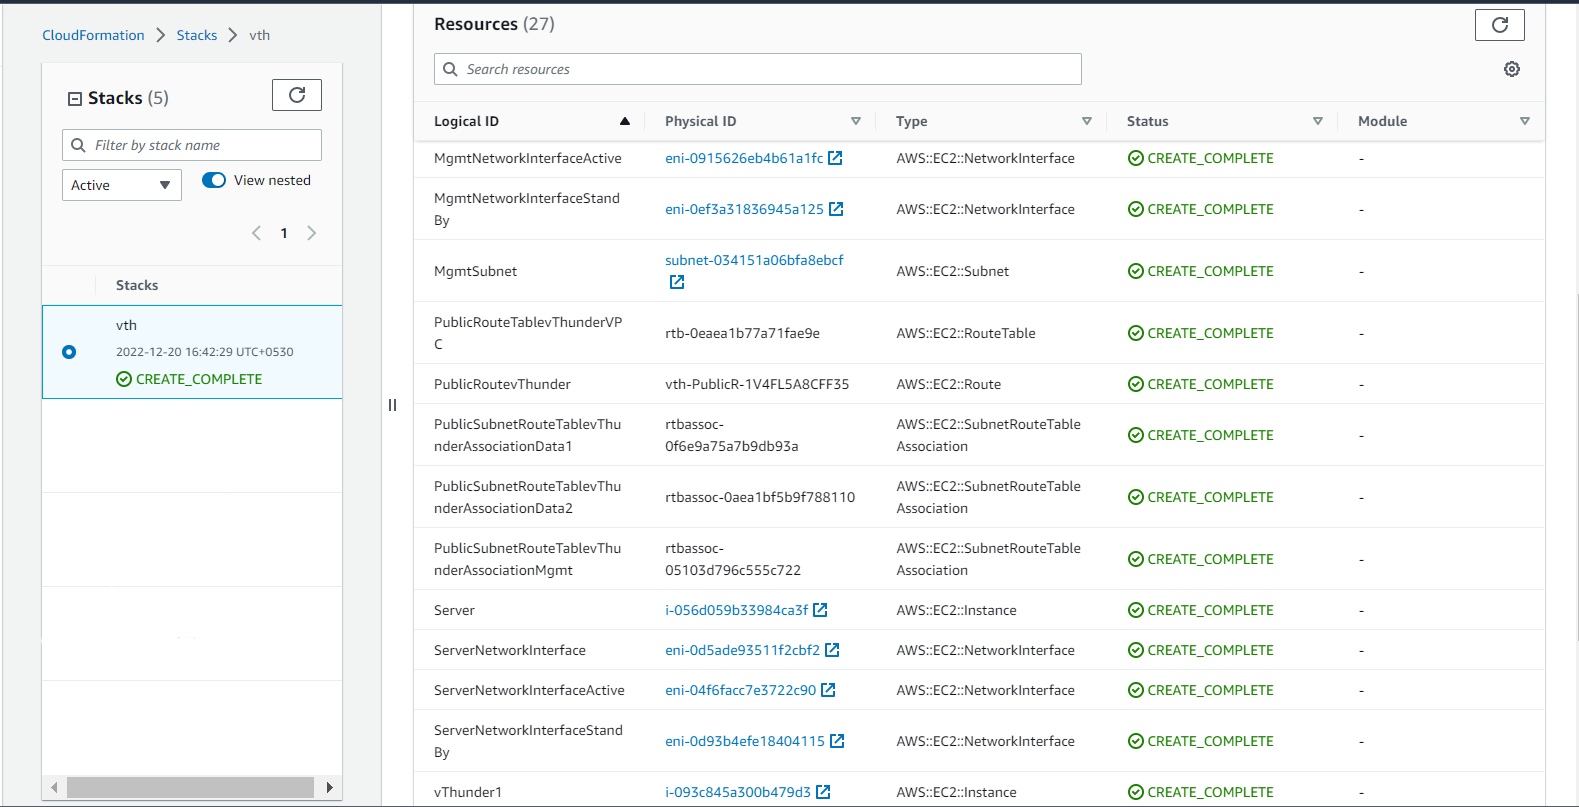 CloudFormation > Stacks > vth
Stacks (5)
Filter by stack name
Active
View nested
1
Stacks
vth
2022-12-20 16:42:29 UTC+0530
CREATE_COMPLETE
Resources (27)
Search resources
Logical ID Physical ID Type Status Module
MgmtNetworkInterfaceActive eni-0915626eb4b61a1fc AWS::EC2::NetworkInterface CREATE_COMPLETE -
MgmtNetworkInterfaceStand
By eni-0ef3a31836945a125 AWS::EC2::NetworkInterface CREATE_COMPLETE -
MgmtSubnet subnet-034151a06bfa8ebcf AWS::EC2::Subnet CREATE_COMPLETE -
PublicRouteTablevThunderVP
C rtb-0eaea1b77a71fae9e AWS::EC2::RouteTable CREATE_COMPLETE -
PublicRoutevThunder vth-PublicR-1V4FL5A8CFF35 AWS::EC2::Route CREATE_COMPLETE -
PublicSubnetRouteTablevThu rtbassoc- AWS::EC2::SubnetRouteTable
nderAssociationData1 0f6e9a75a7b9db93a Association CREATE_COMPLETE -
PublicSubnetRouteTablevThu AWS::EC2::SubnetRouteTable
nderAssociationData2 rtbassoc-0aea1bf5b9f788110 Association CREATE_COMPLETE -
PublicSubnetRouteTablevThu rtbassoc- AWS::EC2::SubnetRouteTable
nderAssociationMgmt 05103d796c555c722 Association CREATE_COMPLETE -
Server i-056d059b33984ca3f AWS::EC2::Instance CREATE_COMPLETE -
ServerNetworkInterface eni-0d5ade93511f2cbf2 AWS::EC2::NetworkInterface CREATE_COMPLETE -
ServerNetworkInterfaceActive eni-04f6facc7e3722c90 AWS::EC2::NetworkInterface CREATE_COMPLETE -
ServerNetworkInterfaceStand
By eni-0d93b4efe18404115 AWS::EC2::NetworkInterface CREATE_COMPLETE -
vThunder1 i-093c845a300b479d3 AWS::EC2::Instance CREATE_COMPLETE -